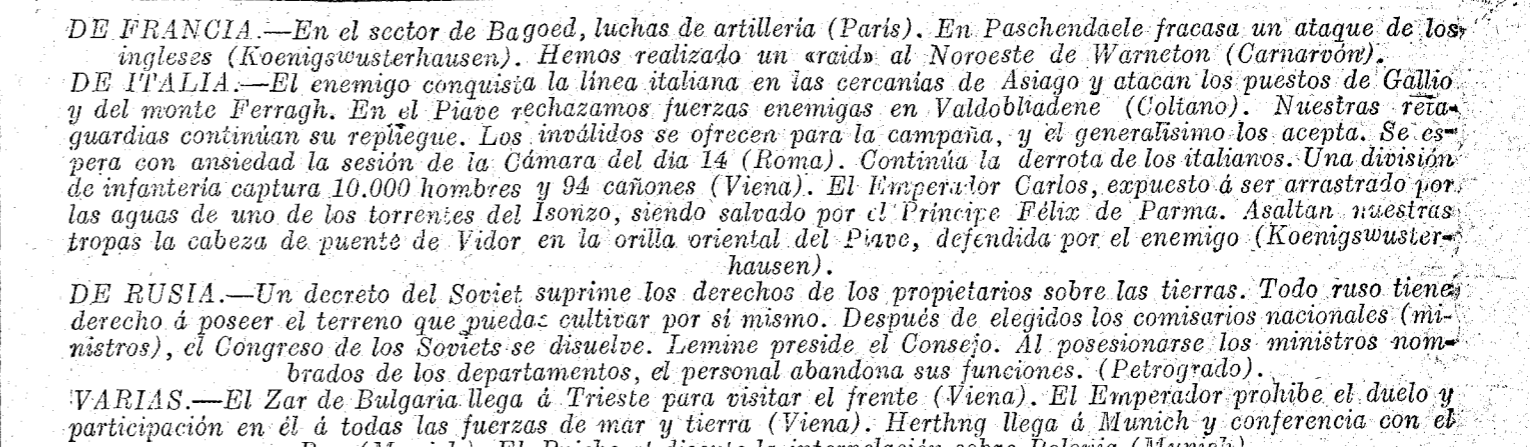 DE FRANCIA.—En el sector de Bagoed, luchas de artillería (París). En Paschendaele fracasa un ataque de los
ingleses (Koenigswusterhausen). Hemos realizado un «raid» al Noroeste de Warneton (Carnarvón).
DE ITALIA.—El enemigo conquista la línea italiana en las cercanías de Asiago y atacan los puestos de Gallio
y del monte Ferragh. En el Piave rechazamos fuerzas enemigas en Valdobliadene (Coltano). Nuestras reta-
guardias continúan su repliegue. Los inválidos se ofrecen para la campaña, y el generalísimo los acepta. Se es-
pera con ansiedad la sesión de la Cámara del dia 14 (Roma). Continúa la derrota de los italianos. Una división
de infantería captura 10.000 hombres y 94 cañones (Viena). El Emperador Carlos, expuesto á ser arrastrado por
las aguas de uno de los torrentes del Isonzo, siendo salvado por el Príncipe Félix de Parma. Asaltan nuestras
tropas la cabeza de puente de Vidor en la orilla oriental del Piave, defendida por el enemigo (Koenigswuster-
hausen).
DE RUSIA.—Un decreto del Soviet suprime los derechos de los propietarios sobre las tierras. Todo ruso tiene
derecho á poseer el terreno que puedas cultivar por sí mismo. Después de elegidos los comisarios nacionales (mi-
nistros), el Congreso de los Soviets se disuelve. Lemine preside el Consejo. Al posesionarse los ministros nom-
brados de los departamentos, el personal abandona sus funciones. (Petrogrado).
VARIAS.—El Zar de Bulgaria llega á Trieste para visitar el frente (Viena). El Emperador prohibe el duelo y
participación en él á todas las fuerzas de mar y tierra (Viena). Herthng llega á Munich y conferencia con el